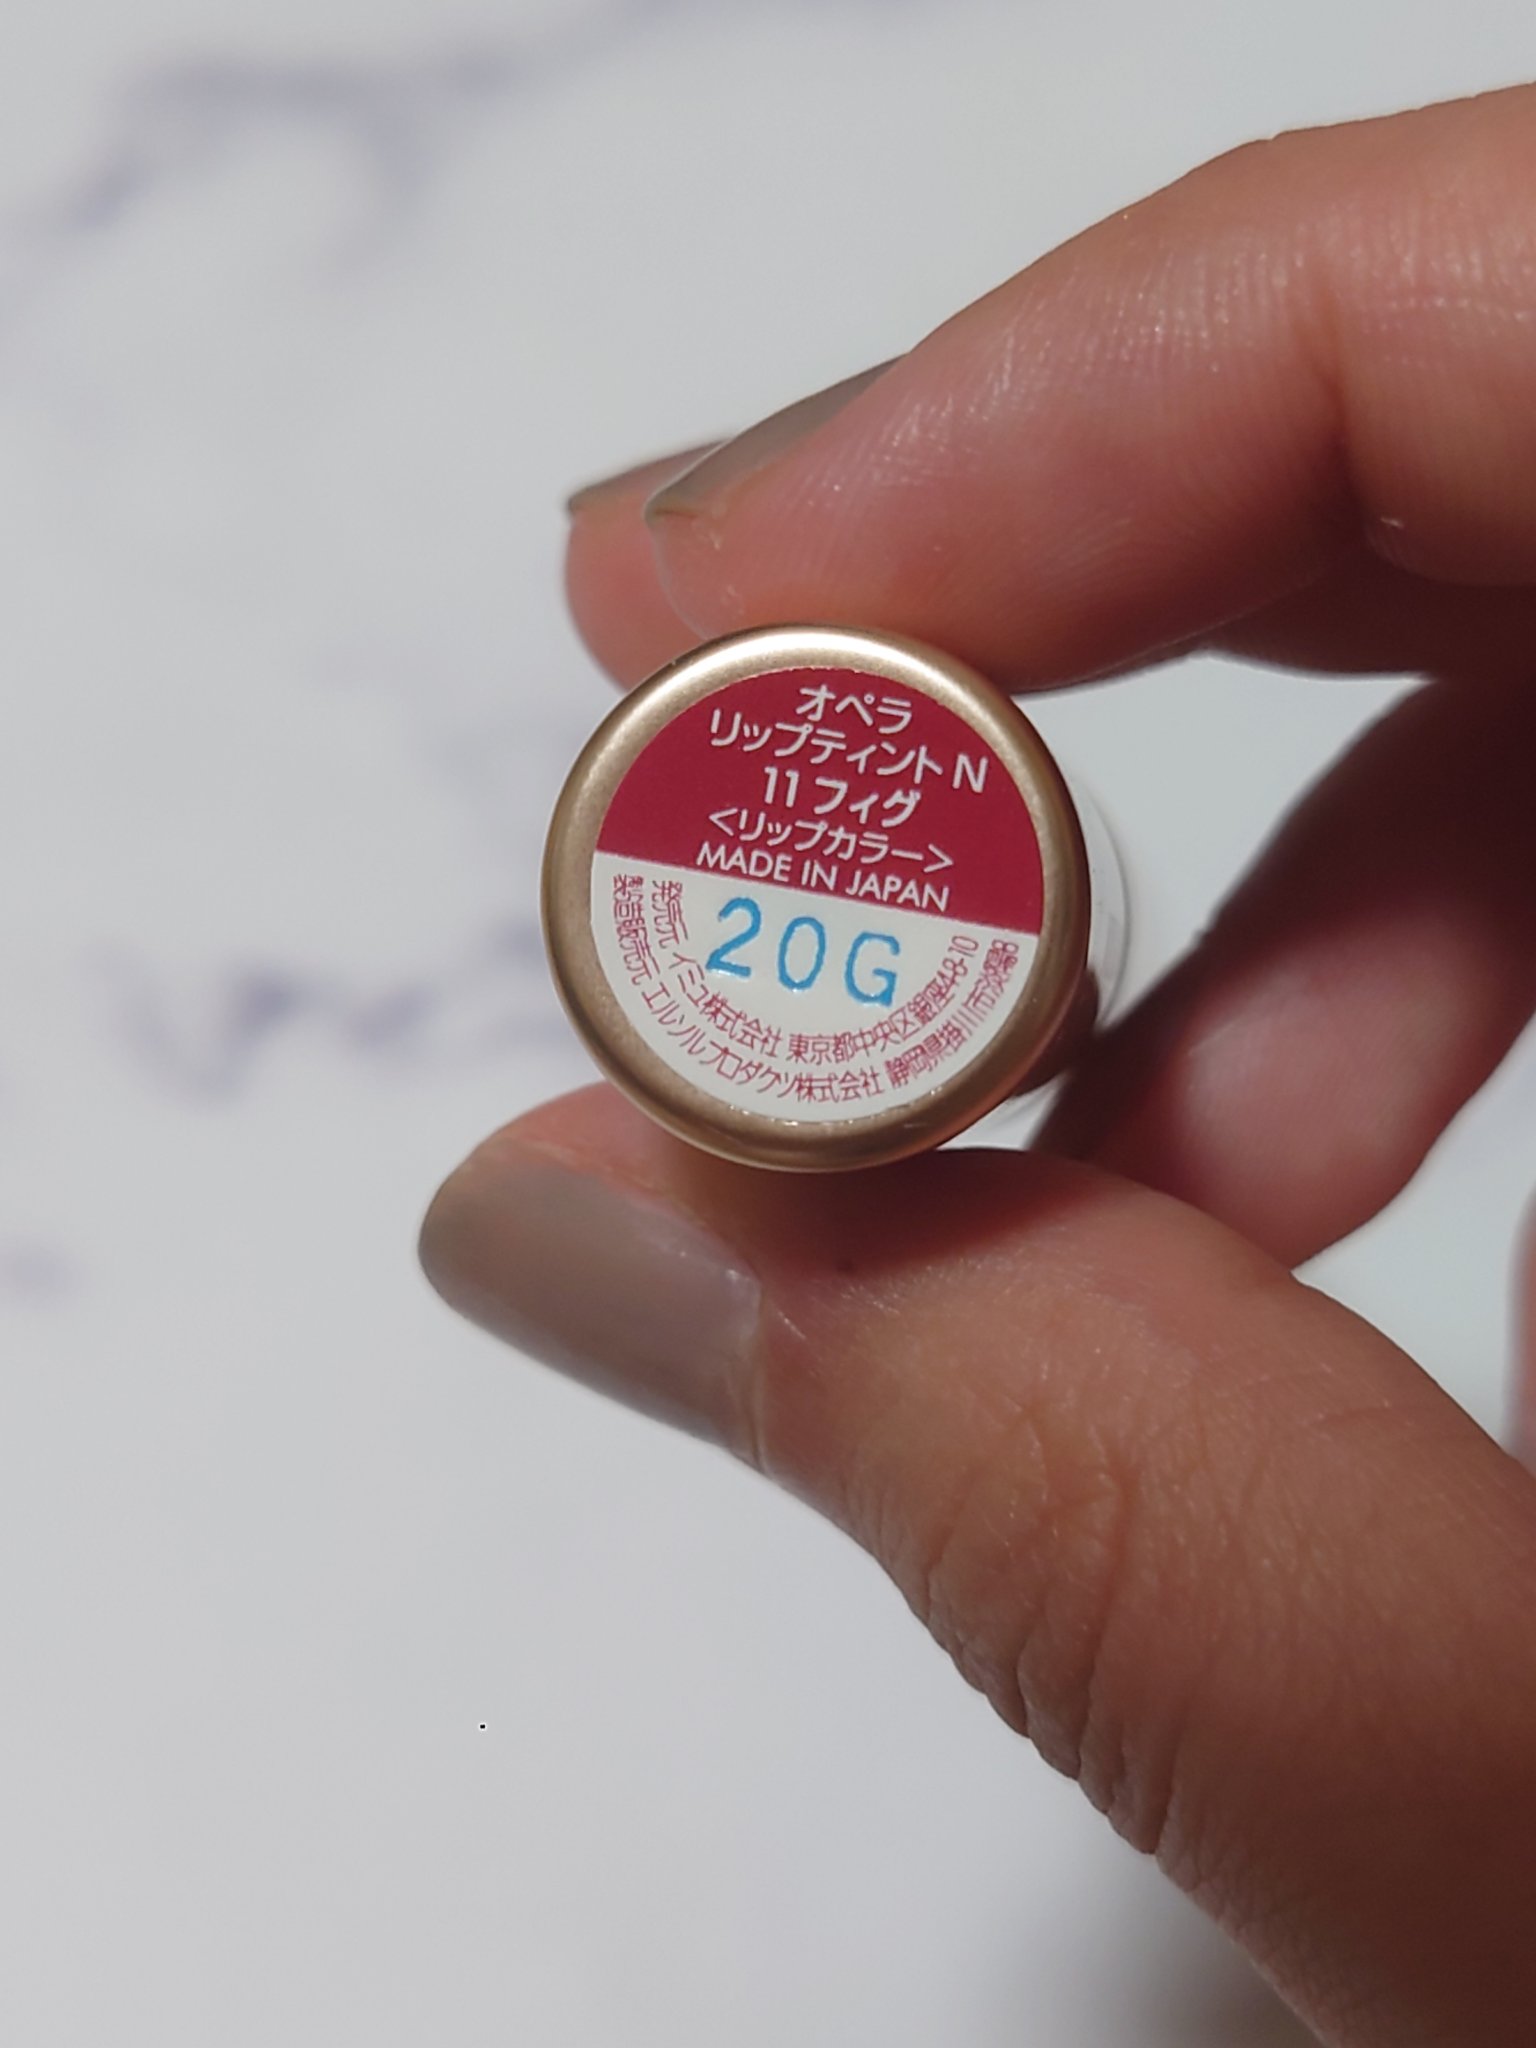 オペラ
リップティント N
11 フィグ
<リップカラー>
MADE IN JAPAN
20G
発売元 イミュ株式会社 東京都中央区銀座4-8-10
製造販売元 エルソルプロダクツ株式会社 静岡県掛川市淡陽8